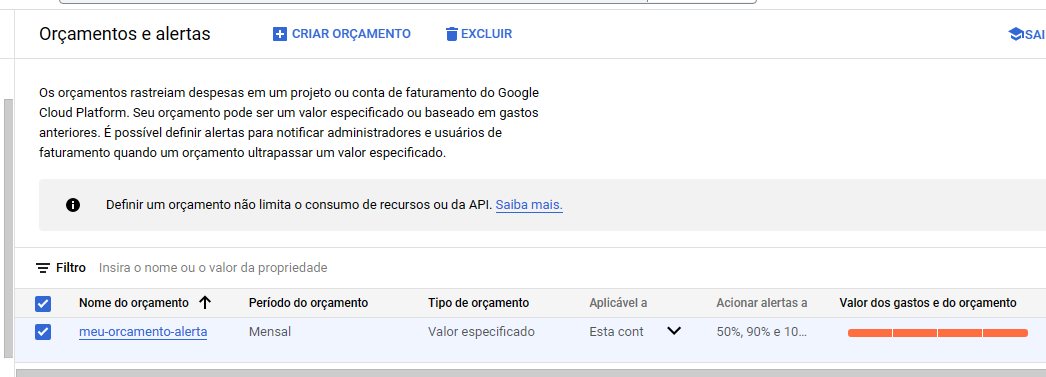 Orçamentos e alertas CRIAR ORÇAMENTO EXCLUIR SAI
Os orçamentos rastreiam despesas em um projeto ou conta de faturamento do Google
Cloud Platform. Seu orçamento pode ser um valor especificado ou baseado em gastos
anteriores. É possível definir alertas para notificar administradores e usuários de
faturamento quando um orçamento ultrapassar um valor especificado.
Definir um orçamento não limita o consumo de recursos ou da API. Saiba mais.
Filtro Insira o nome ou o valor da propriedade
Nome do orçamento Período do orçamento Tipo de orçamento Aplicável a Acionar alertas a Valor dos gastos e do orçamento
meu-orcamento-alerta Mensal Valor especificado Esta cont 50%, 90% e 10...